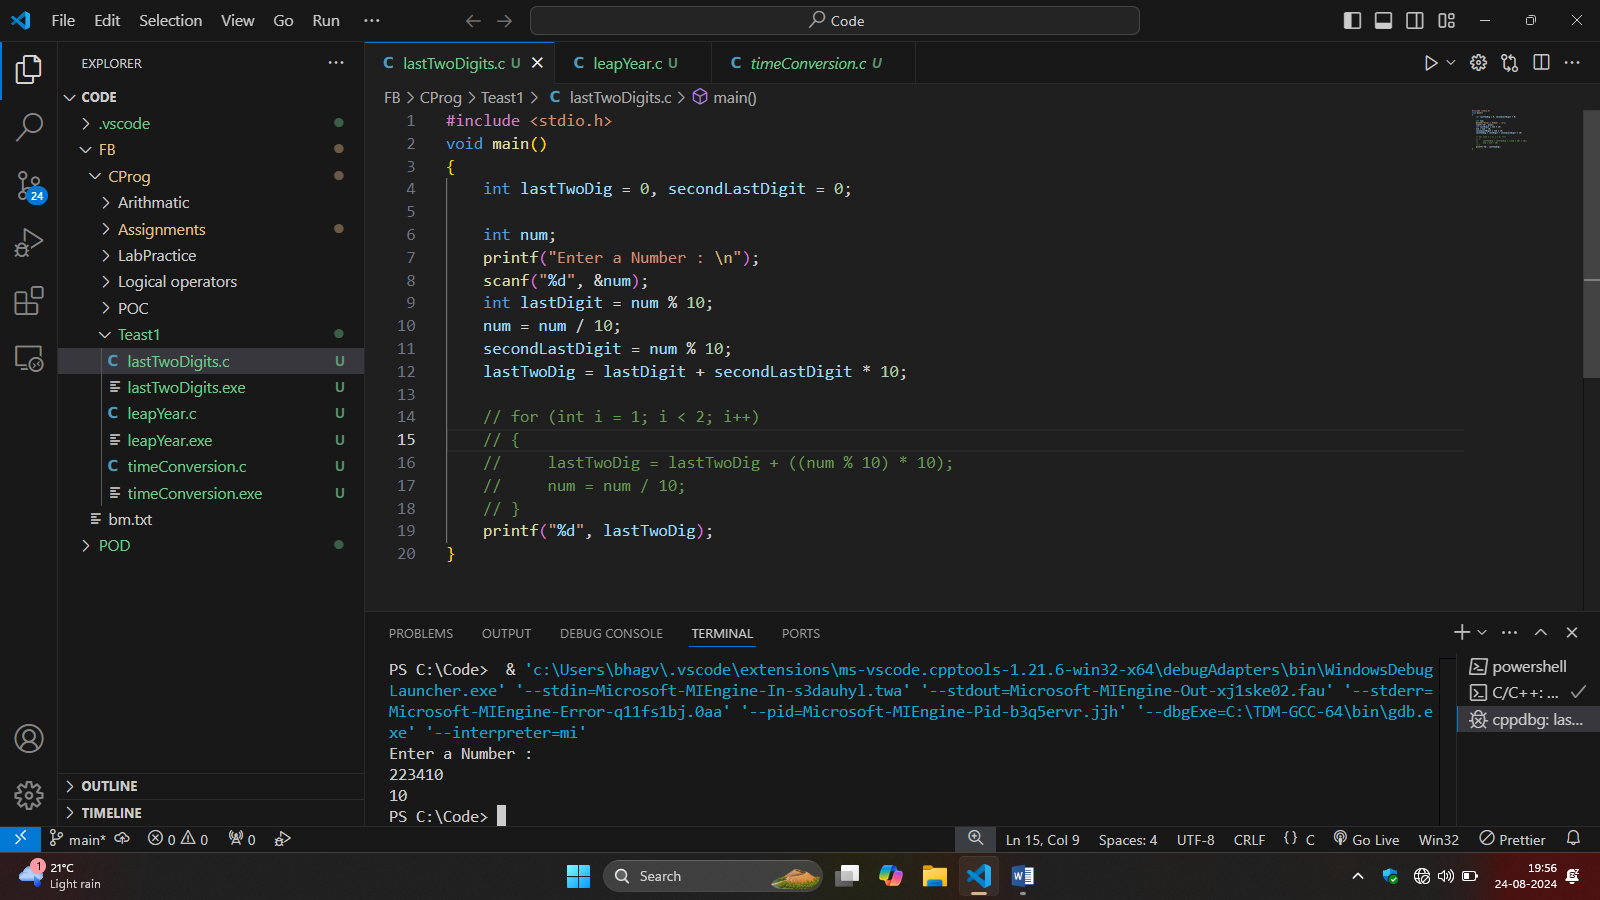 File Edit Selection View Go Run ···
Code
EXPLORER ···
CODE
.vscode
FB
CProg
Arithmatic
Assignments
LabPractice
Logical operators
POC
Teast1
C lastTwoDigits.c U
lastTwoDigits.exe U
C leapYear.c U
leapYear.exe U
C timeConversion.c U
timeConversion.exe U
bm.txt
POD
OUTLINE
TIMELINE
24
C lastTwoDigits.c U C leapYear.c U C timeConversion.c U
FB > CProg > Teast1 > C lastTwoDigits.c > main()
1 #include <stdio.h>
2 void main()
3 {
4 int lastTwoDig = 0, secondLastDigit = 0;
5
6 int num;
7 printf("Enter a Number : \n");
8 scanf("%d", &num);
9 int lastDigit = num % 10;
10 num = num / 10;
11 secondLastDigit = num % 10;
12 lastTwoDig = lastDigit + secondLastDigit * 10;
13
14 // for (int i = 1; i < 2; i++)
15 // {
16 // lastTwoDig = lastTwoDig + ((num % 10) * 10);
17 // num = num / 10;
18 // }
19 printf("%d", lastTwoDig);
20 }
PROBLEMS OUTPUT DEBUG CONSOLE TERMINAL PORTS
PS C:\Code> & 'c:\Users\bhagv\.vscode\extensions\ms-vscode.cpptools-1.21.6-win32-x64\debugAdapters\bin\WindowsDebug
Launcher.exe' '--stdin=Microsoft-MIEngine-In-s3dauhyl.twa' '--stdout=Microsoft-MIEngine-Out-xj1ske02.fau' '--stderr=
Microsoft-MIEngine-Error-q11fs1bj.0aa' '--pid=Microsoft-MIEngine-Pid-b3q5ervr.jjh' '--dbgExe=C:\TDM-GCC-64\bin\gdb.e
xe' '--interpreter=mi'
Enter a Number :
223410
10
PS C:\Code>
powershell
C/C++: ...
cppdbg: las...
main* 0 0 0 Ln 15, Col 9 Spaces: 4 UTF-8 CRLF {} C Go Live Win32 Prettier
1
21°C
Light rain
Search
19:56
24-08-2024